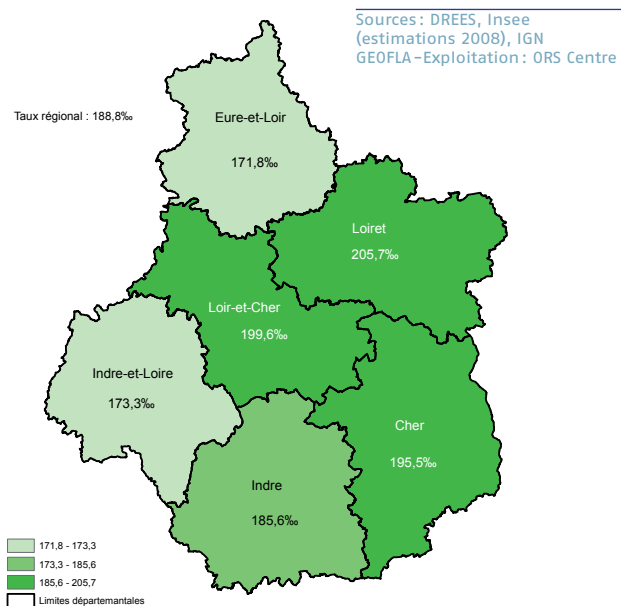 Sources : DREES, Insee
(estimations 2008), IGN
GEOFLA - Exploitation : ORS Centre
Taux régional : 188,8‰
Eure-et-Loir
171,8‰
Loiret
205,7‰
Loir-et-Cher
199,6‰
Indre-et-Loire
173,3‰
Cher
195,5‰
Indre
185,6‰
171,8 - 173,3
173,3 - 185,6
185,6 - 205,7
Limites départementales